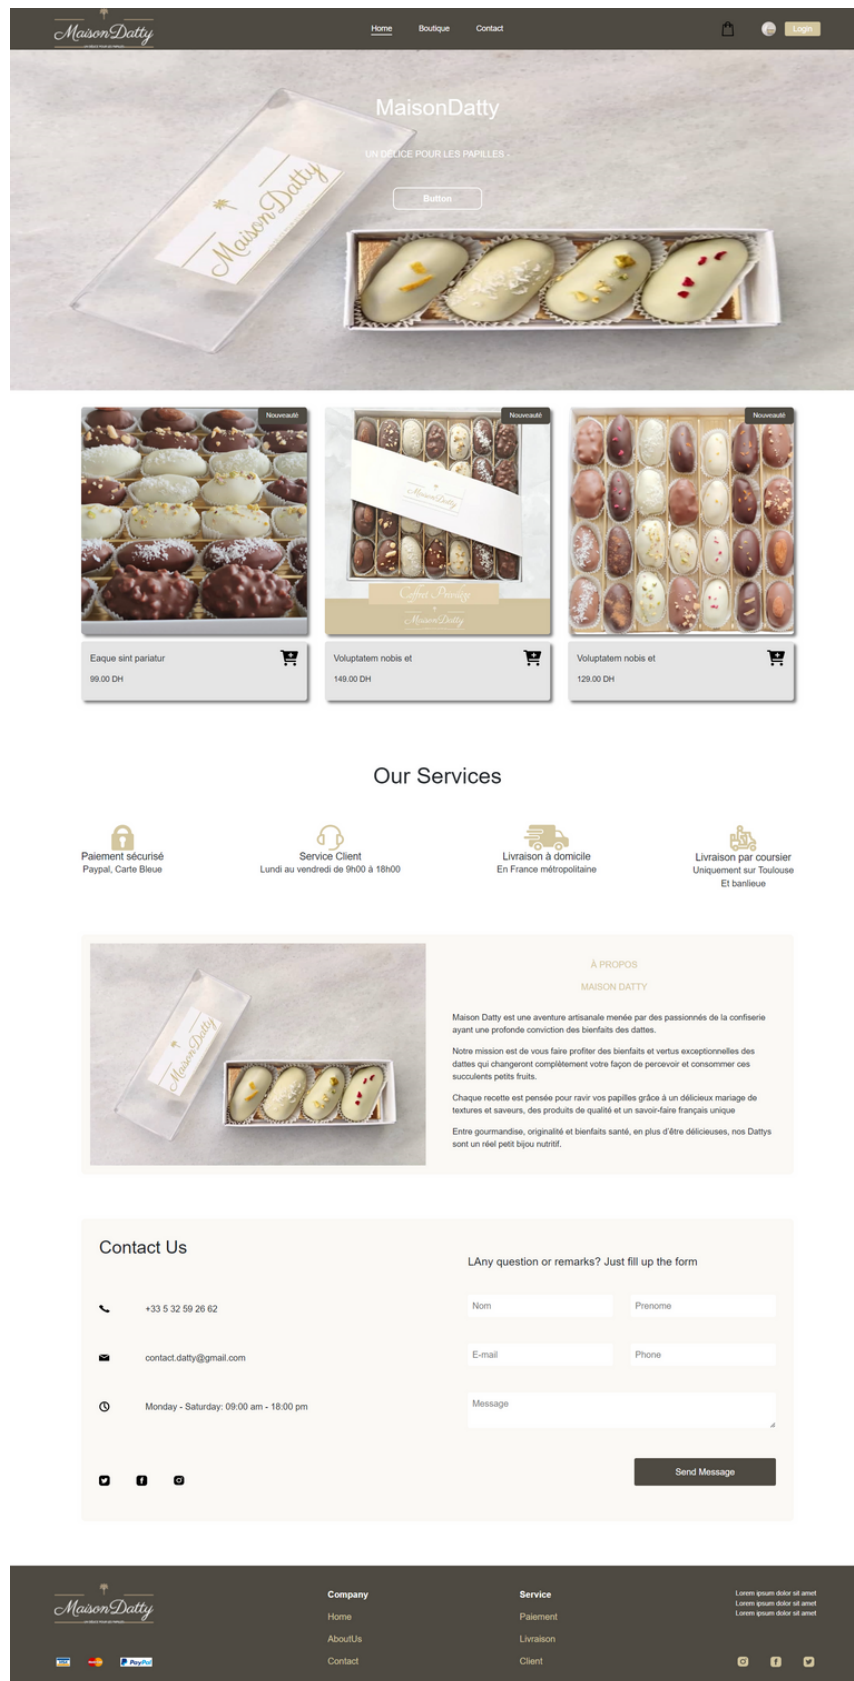 MaisonDatty
Home
Boutique
Contact
Login
MaisonDatty
UN DÉLICE POUR LES PAPILLES -
Button
MaisonDatty
Nouveauté
Nouveauté
Nouveauté
MaisonDatty
Coffret Privilège
MaisonDatty
Eaque sint pariatur
99.00 DH
Voluptatem nobis et
149.00 DH
Voluptatem nobis et
129.00 DH
Our Services
Paiement sécurisé
Paypal, Carte Bleue
Service Client
Lundi au vendredi de 9h00 à 18h00
Livraison à domicile
En France métropolitaine
Livraison par coursier
Uniquement sur Toulouse
Et banlieue
MaisonDatty
À PROPOS
MAISON DATTY
Maison Datty est une aventure artisanale menée par des passionnés de la confiserie
ayant une profonde conviction des bienfaits des dattes.
Notre mission est de vous faire profiter des bienfaits et vertus exceptionnelles des
dattes qui changeront complètement votre façon de percevoir et consommer ces
succulents petits fruits.
Chaque recette est pensée pour ravir vos papilles grâce à un délicieux mariage de
textures et saveurs, des produits de qualité et un savoir-faire français unique
Entre gourmandise, originalité et bienfaits santé, en plus d'être délicieuses, nos Dattys
sont un réel petit bijou nutritif.
Contact Us
+33 5 32 59 26 62
contact.datty@gmail.com
Monday - Saturday: 09:00 am - 18:00 pm
LAny question or remarks? Just fill up the form
Nom
Prenome
E-mail
Phone
Message
Send Message
MaisonDatty
VISA
PayPal
Company
Home
AboutUs
Contact
Service
Paiement
Livraison
Client
Lorem ipsum dolor sit amet
Lorem ipsum dolor sit amet
Lorem ipsum dolor sit amet